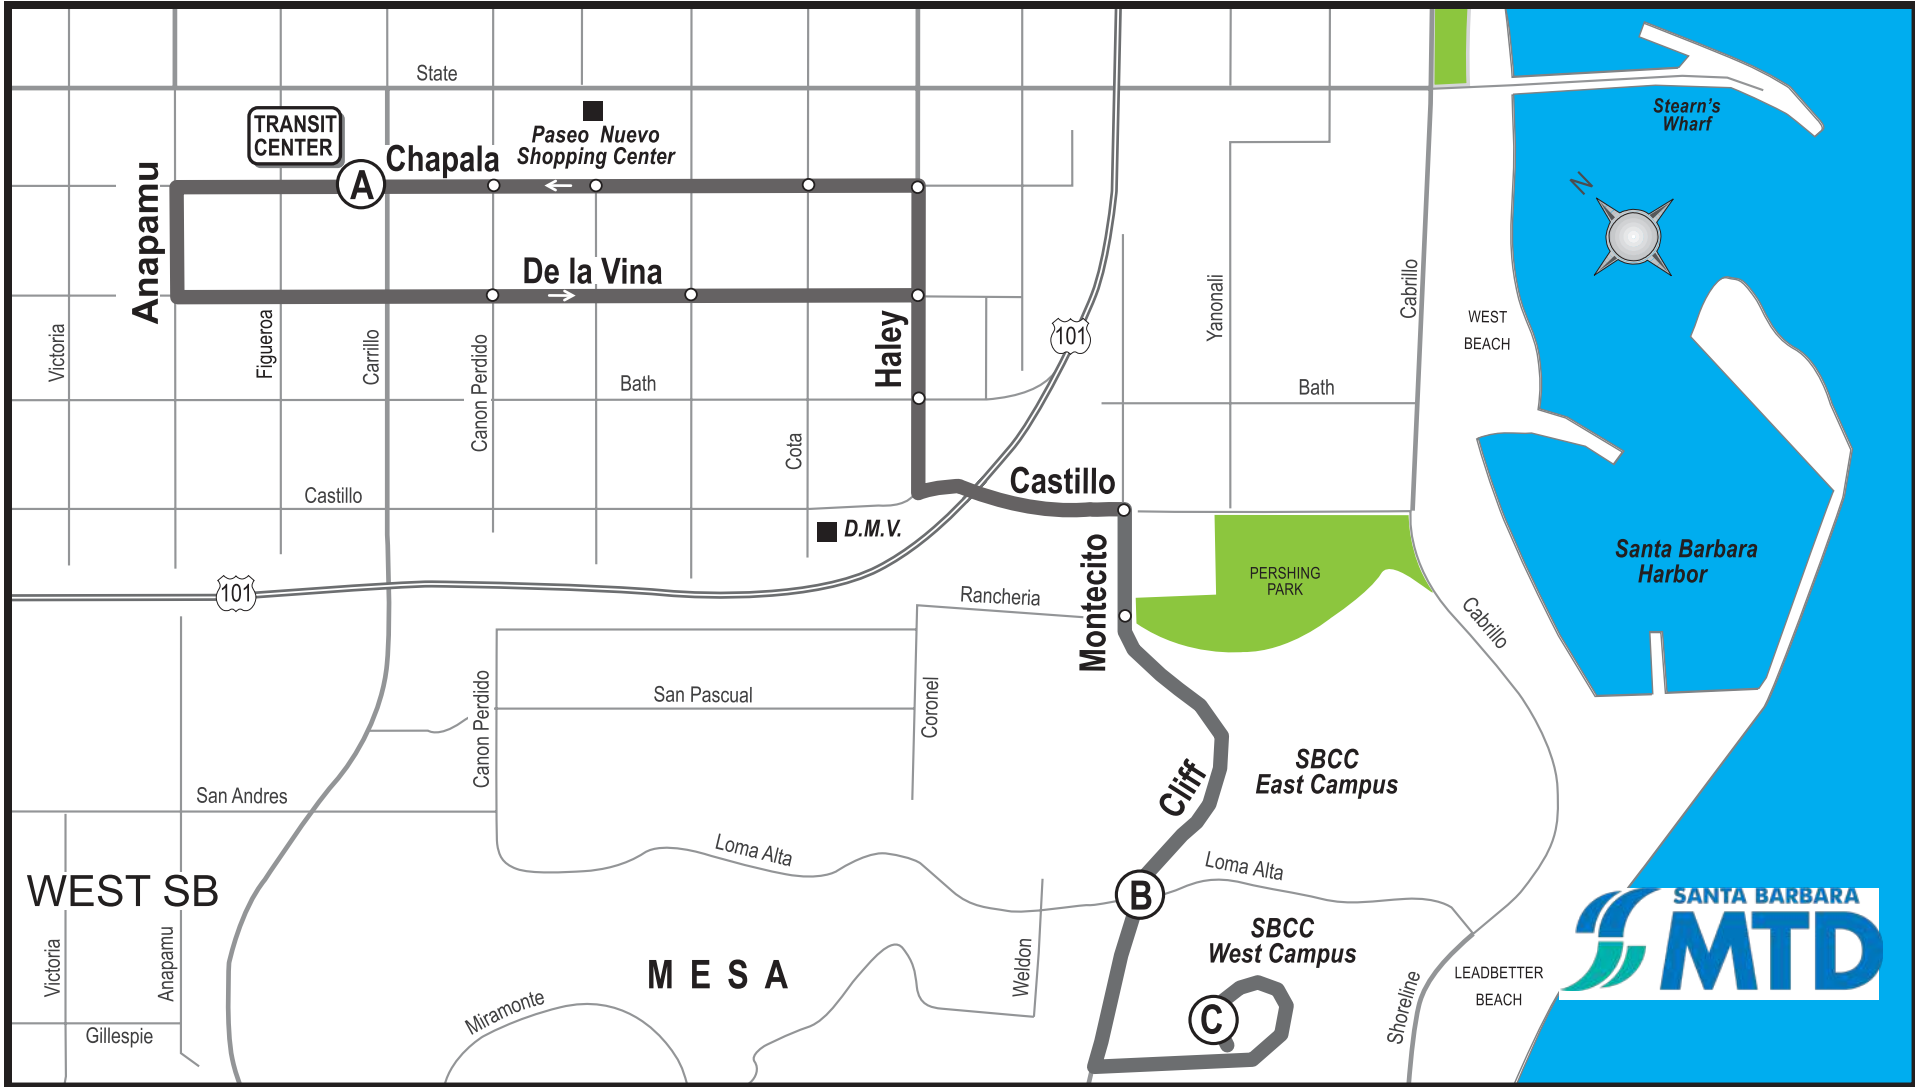 State
Stearn's
Wharf
TRANSIT
CENTER
Paseo Nuevo
Shopping Center
Chapala
A
N
Anapamu
De la Vina
Victoria
Figueroa
Carrillo
Canon Perdido
Bath
Haley
101
Yanonali
Cabrillo
WEST
BEACH
Bath
Cota
Castillo
Castillo
D.M.V.
Santa Barbara
Harbor
101
Rancheria
Montecito
PERSHING
PARK
Cabrillo
San Pascual
Canon Perdido
Coronel
SBCC
East Campus
Cliff
San Andres
Loma Alta
Loma Alta
WEST SB
B
SANTA BARBARA
MTD
SBCC
West Campus
Victoria
Anapamu
MESA
Weldon
LEADBETTER
BEACH
Miramonte
C
Shoreline
Gillespie